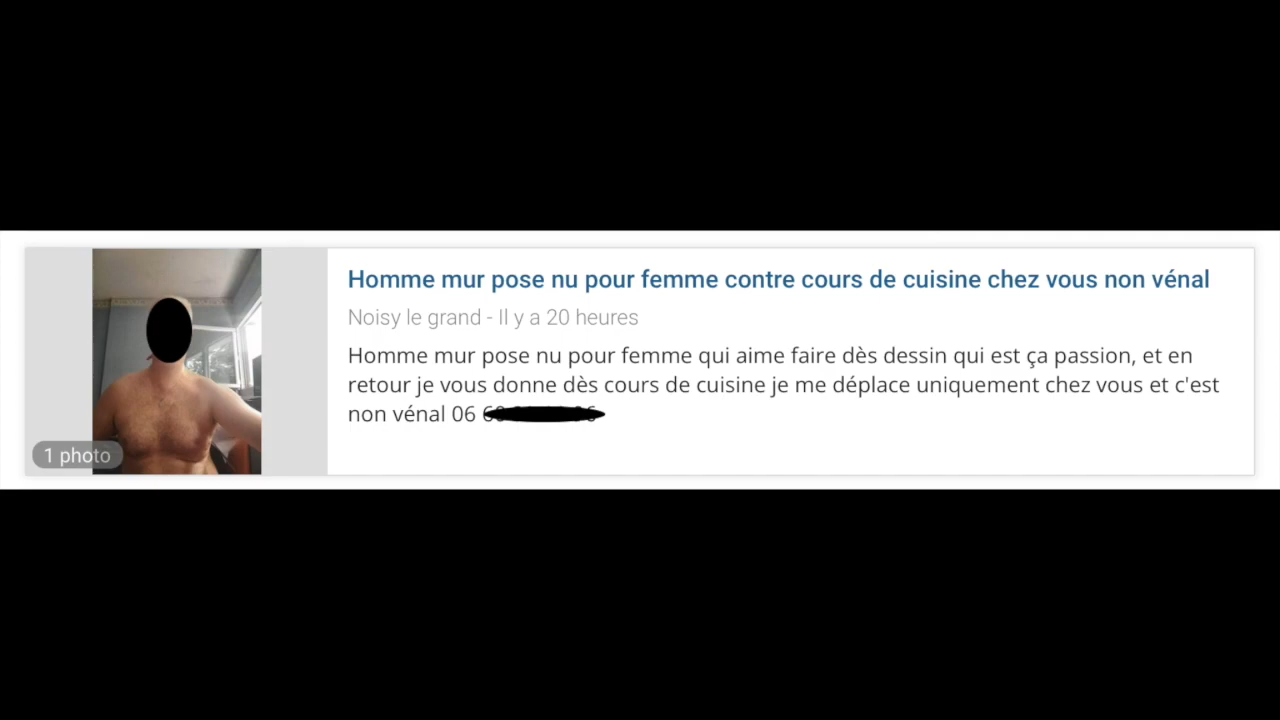 Homme mur pose nu pour femme contre cours de cuisine chez vous non vénal
Noisy le grand - Il y a 20 heures
Homme mur pose nu pour femme qui aime faire dès dessin qui est ça passion, et en
retour je vous donne dès cours de cuisine je me déplace uniquement chez vous et c'est
non vénal 06
1 photo